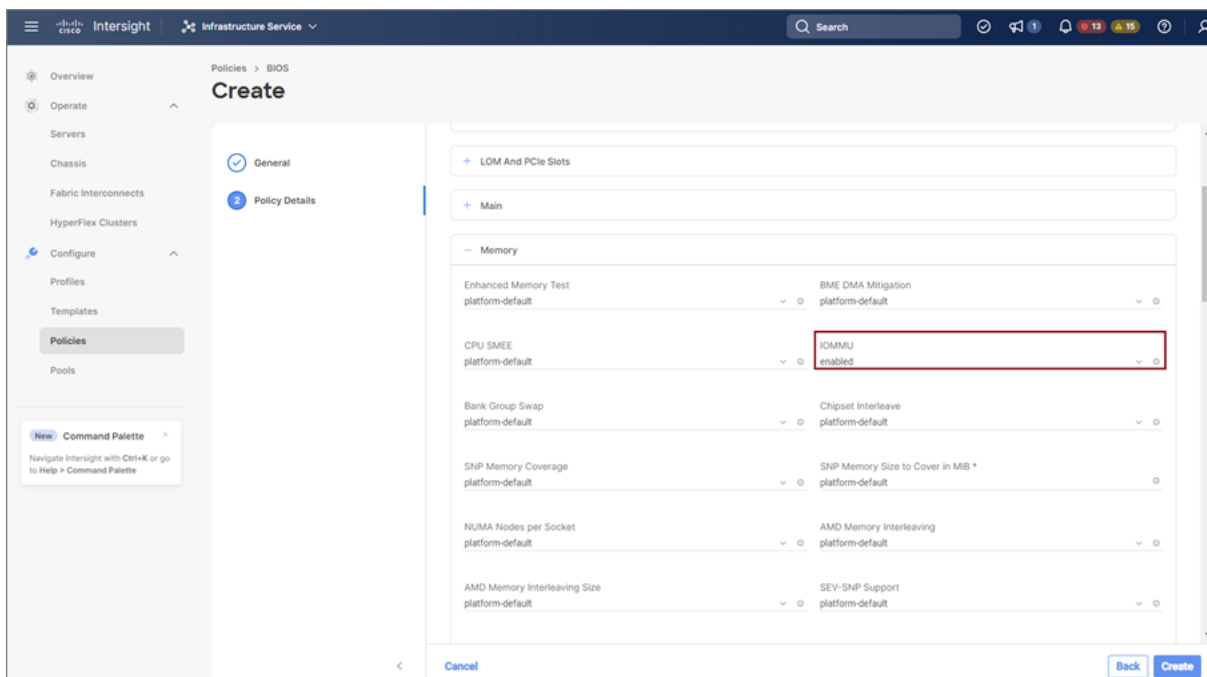 cisco Intersight Infrastructure Service Search 1 13 15
Overview
Operate
Servers
Chassis
Fabric Interconnects
HyperFlex Clusters
Configure
Profiles
Templates
Policies
Pools
New Command Palette
Navigate Intersight with Ctrl+K or go
to Help > Command Palette
Policies > BIOS
Create
General
2 Policy Details
+ LOM And PCIe Slots
+ Main
− Memory
Enhanced Memory Test BME DMA Mitigation
platform-default platform-default
CPU SMEE IOMMU
platform-default enabled
Bank Group Swap Chipset Interleave
platform-default platform-default
SNP Memory Coverage SNP Memory Size to Cover in MiB *
platform-default platform-default
NUMA Nodes per Socket AMD Memory Interleaving
platform-default platform-default
AMD Memory Interleaving Size SEV-SNP Support
platform-default platform-default
< Cancel Back Create